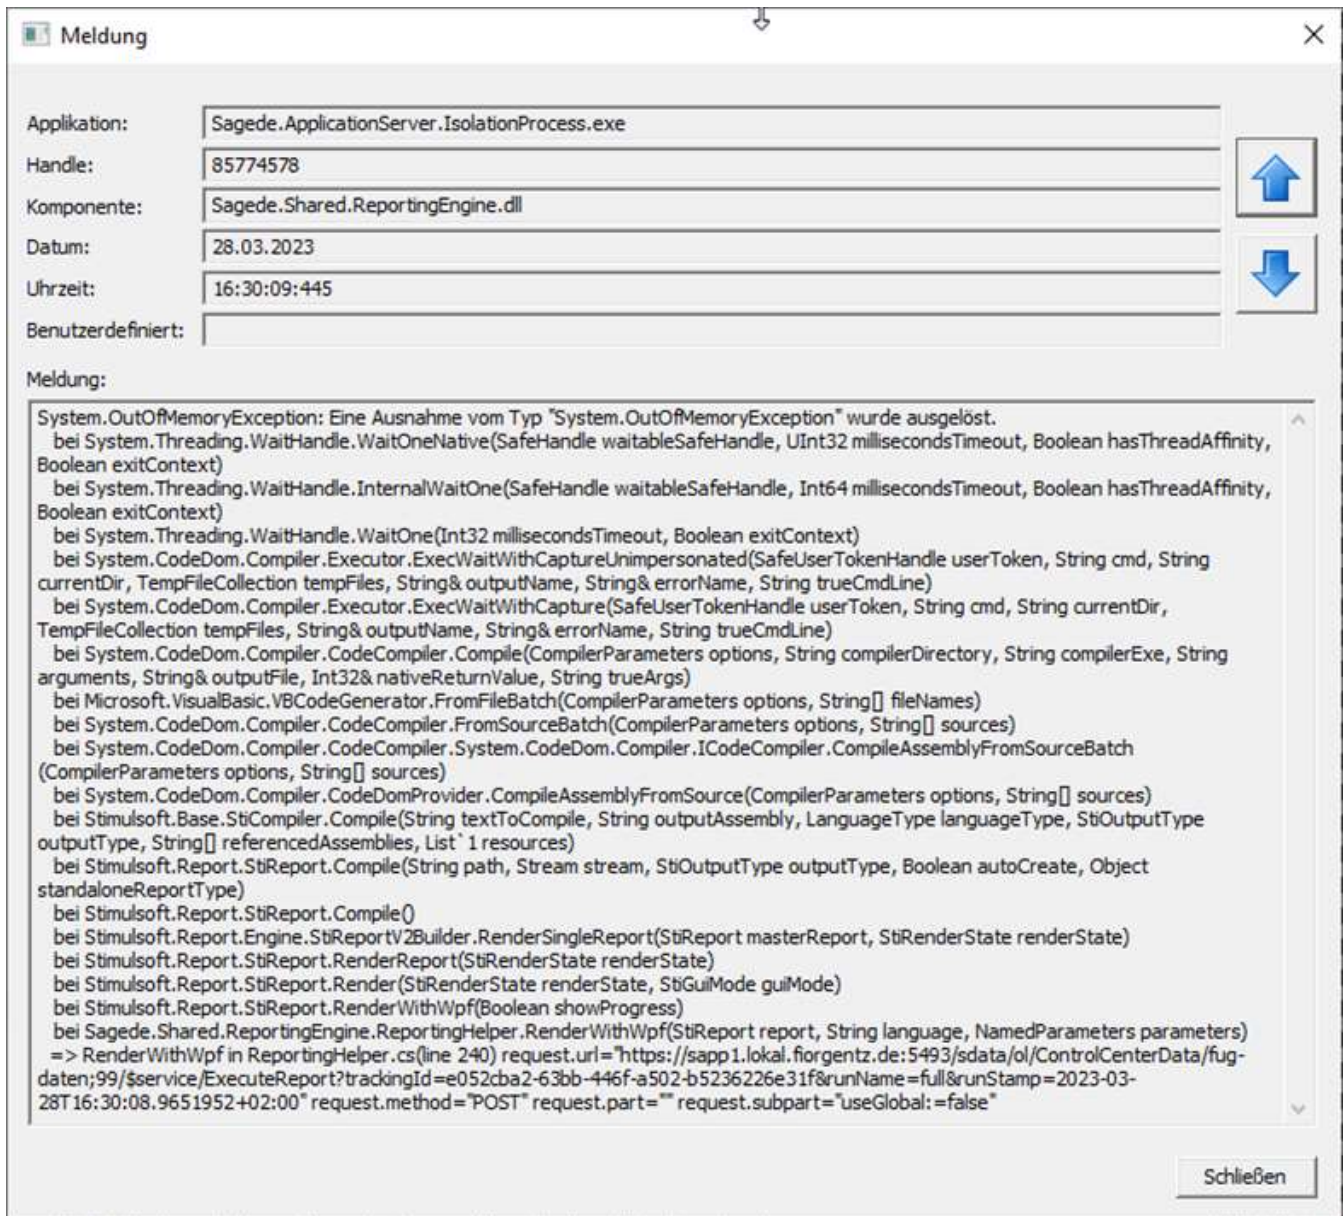 Meldung
Applikation:
Sagede.ApplicationServer.IsolationProcess.exe
Handle:
85774578
Komponente:
Sagede.Shared.ReportingEngine.dll
Datum:
28.03.2023
Uhrzeit:
16:30:09:445
Benutzerdefiniert:
Meldung:
System.OutOfMemoryException: Eine Ausnahme vom Typ "System.OutOfMemoryException" wurde ausgelöst.
bei System.Threading.WaitHandle.WaitOneNative(SafeHandle waitableSafeHandle, UInt32 millisecondsTimeout, Boolean hasThreadAffinity,
Boolean exitContext)
bei System.Threading.WaitHandle.InternalWaitOne(SafeHandle waitableSafeHandle, Int64 millisecondsTimeout, Boolean hasThreadAffinity,
Boolean exitContext)
bei System.Threading.WaitHandle.WaitOne(Int32 millisecondsTimeout, Boolean exitContext)
bei System.CodeDom.Compiler.Executor.ExecWaitWithCaptureUnimpersonated(SafeUserTokenHandle userToken, String cmd, String
currentDir, TempFileCollection tempFiles, String& outputName, String& errorName, String trueCmdLine)
bei System.CodeDom.Compiler.Executor.ExecWaitWithCapture(SafeUserTokenHandle userToken, String cmd, String currentDir,
TempFileCollection tempFiles, String& outputName, String& errorName, String trueCmdLine)
bei System.CodeDom.Compiler.CodeCompiler.Compile(CompilerParameters options, String compilerDirectory, String compilerExe, String
arguments, String& outputFile, Int32& nativeReturnValue, String trueArgs)
bei Microsoft.VisualBasic.VBCodeGenerator.FromFileBatch(CompilerParameters options, String[] fileNames)
bei System.CodeDom.Compiler.CodeCompiler.FromSourceBatch(CompilerParameters options, String[] sources)
bei System.CodeDom.Compiler.CodeCompiler.System.CodeDom.Compiler.ICodeCompiler.CompileAssemblyFromSourceBatch
(CompilerParameters options, String[] sources)
bei System.CodeDom.Compiler.CodeDomProvider.CompileAssemblyFromSource(CompilerParameters options, String[] sources)
bei Stimulsoft.Base.StiCompiler.Compile(String textToCompile, String outputAssembly, LanguageType languageType, StiOutputType
outputType, String[] referencedAssemblies, List`1 resources)
bei Stimulsoft.Report.StiReport.Compile(String path, Stream stream, StiOutputType outputType, Boolean autoCreate, Object
standaloneReportType)
bei Stimulsoft.Report.StiReport.Compile()
bei Stimulsoft.Report.Engine.StiReportV2Builder.RenderSingleReport(StiReport masterReport, StiRenderState renderState)
bei Stimulsoft.Report.StiReport.RenderReport(StiRenderState renderState)
bei Stimulsoft.Report.StiReport.Render(StiRenderState renderState, StiGuiMode guiMode)
bei Stimulsoft.Report.StiReport.RenderWithWpf(Boolean showProgress)
bei Sagede.Shared.ReportingEngine.ReportingHelper.RenderWithWpf(StiReport report, String language, NamedParameters parameters)
=> RenderWithWpf in ReportingHelper.cs(line 240) request.url="https://sapp1.lokal.fiorgentz.de:5493/sdata/ol/ControlCenterData/fug-
daten;99/$service/ExecuteReport?trackingId=e052cba2-63bb-446f-a502-b5236226e31f&runName=full&runStamp=2023-03-
28T16:30:08.9651952+02:00" request.method="POST" request.part="" request.subpart="useGlobal:=false"
Schließen